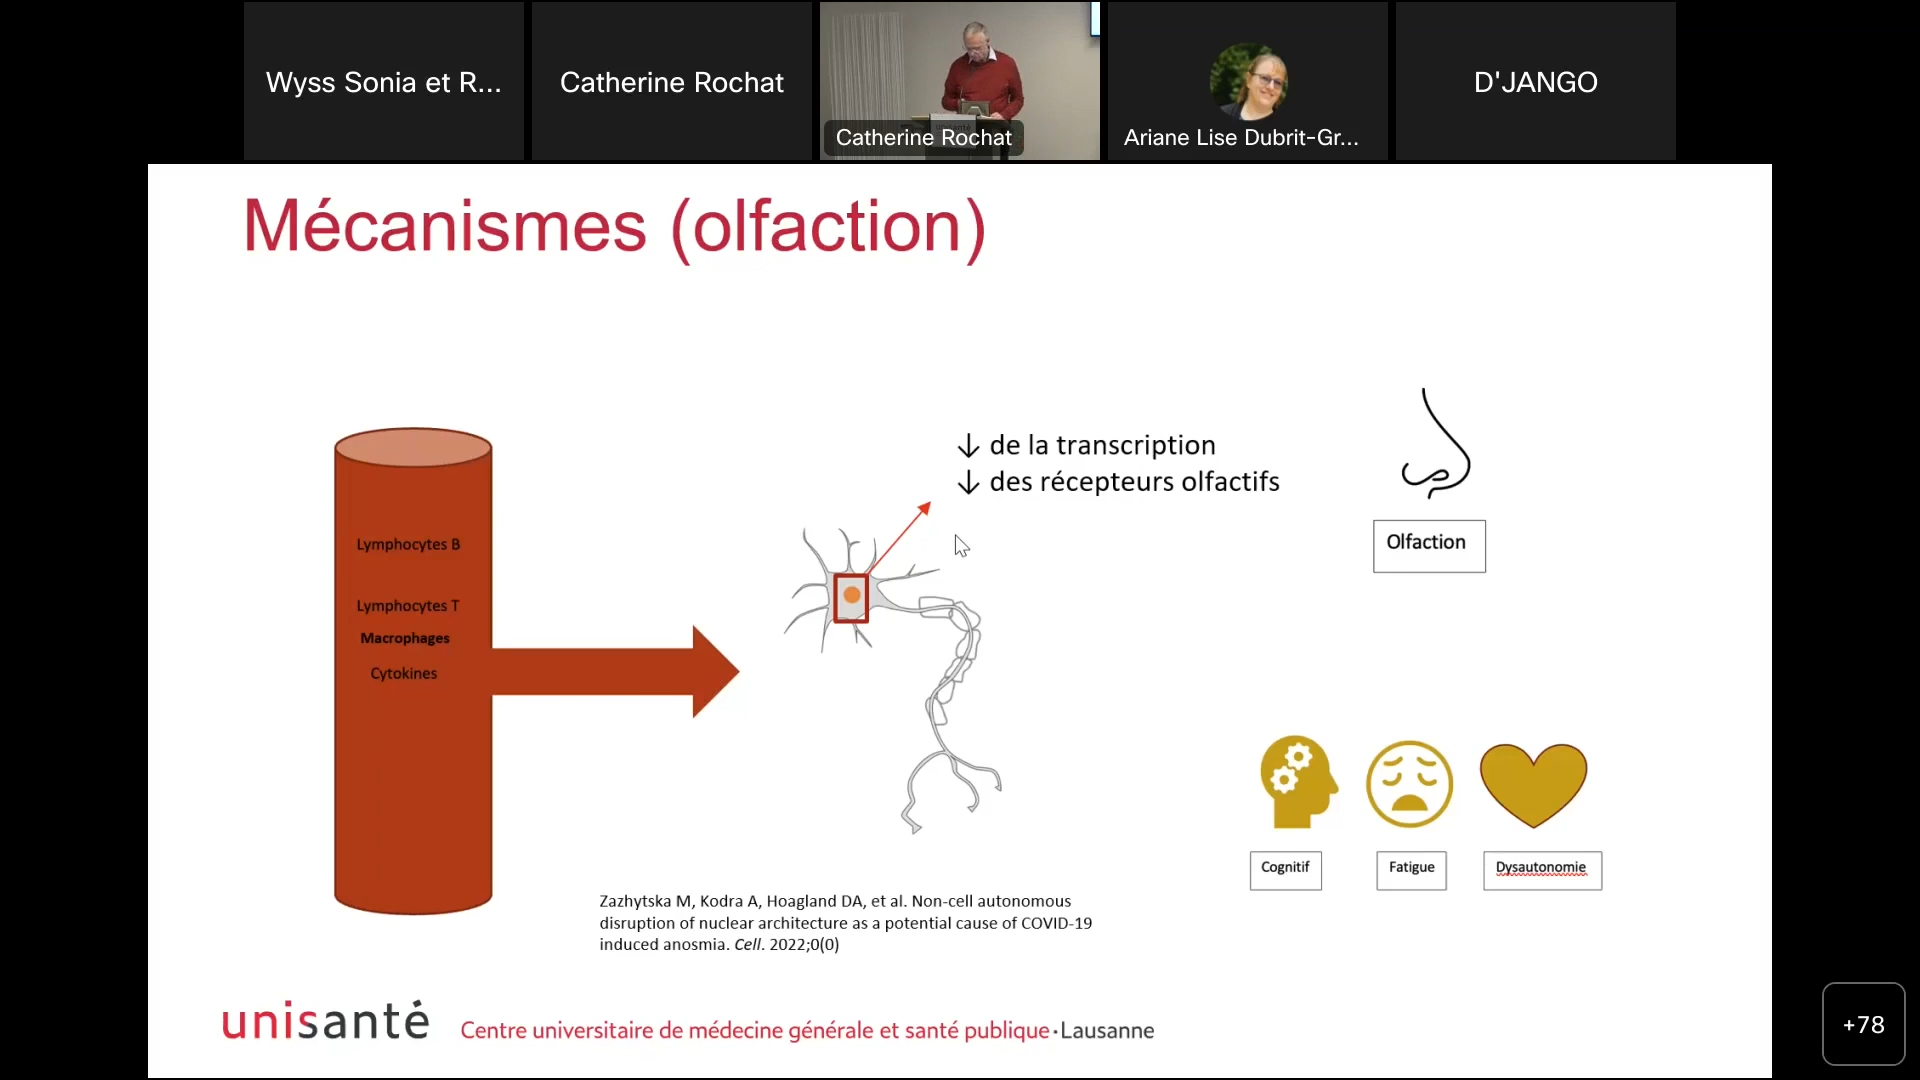 Wyss Sonia et R...
Catherine Rochat
Catherine Rochat
Ariane Lise Dubrit-Gr...
D'JANGO
Mécanismes (olfaction)
↓ de la transcription
↓ des récepteurs olfactifs
Olfaction
Lymphocytes B
Lymphocytes T
Macrophages
Cytokines
Cognitif
Fatigue
Dysautonomie
Zazhytska M, Kodra A, Hoagland DA, et al. Non-cell autonomous
disruption of nuclear architecture as a potential cause of COVID-19
induced anosmia. Cell. 2022;0(0)
unisanté
Centre universitaire de médecine générale et santé publique·Lausanne
+78